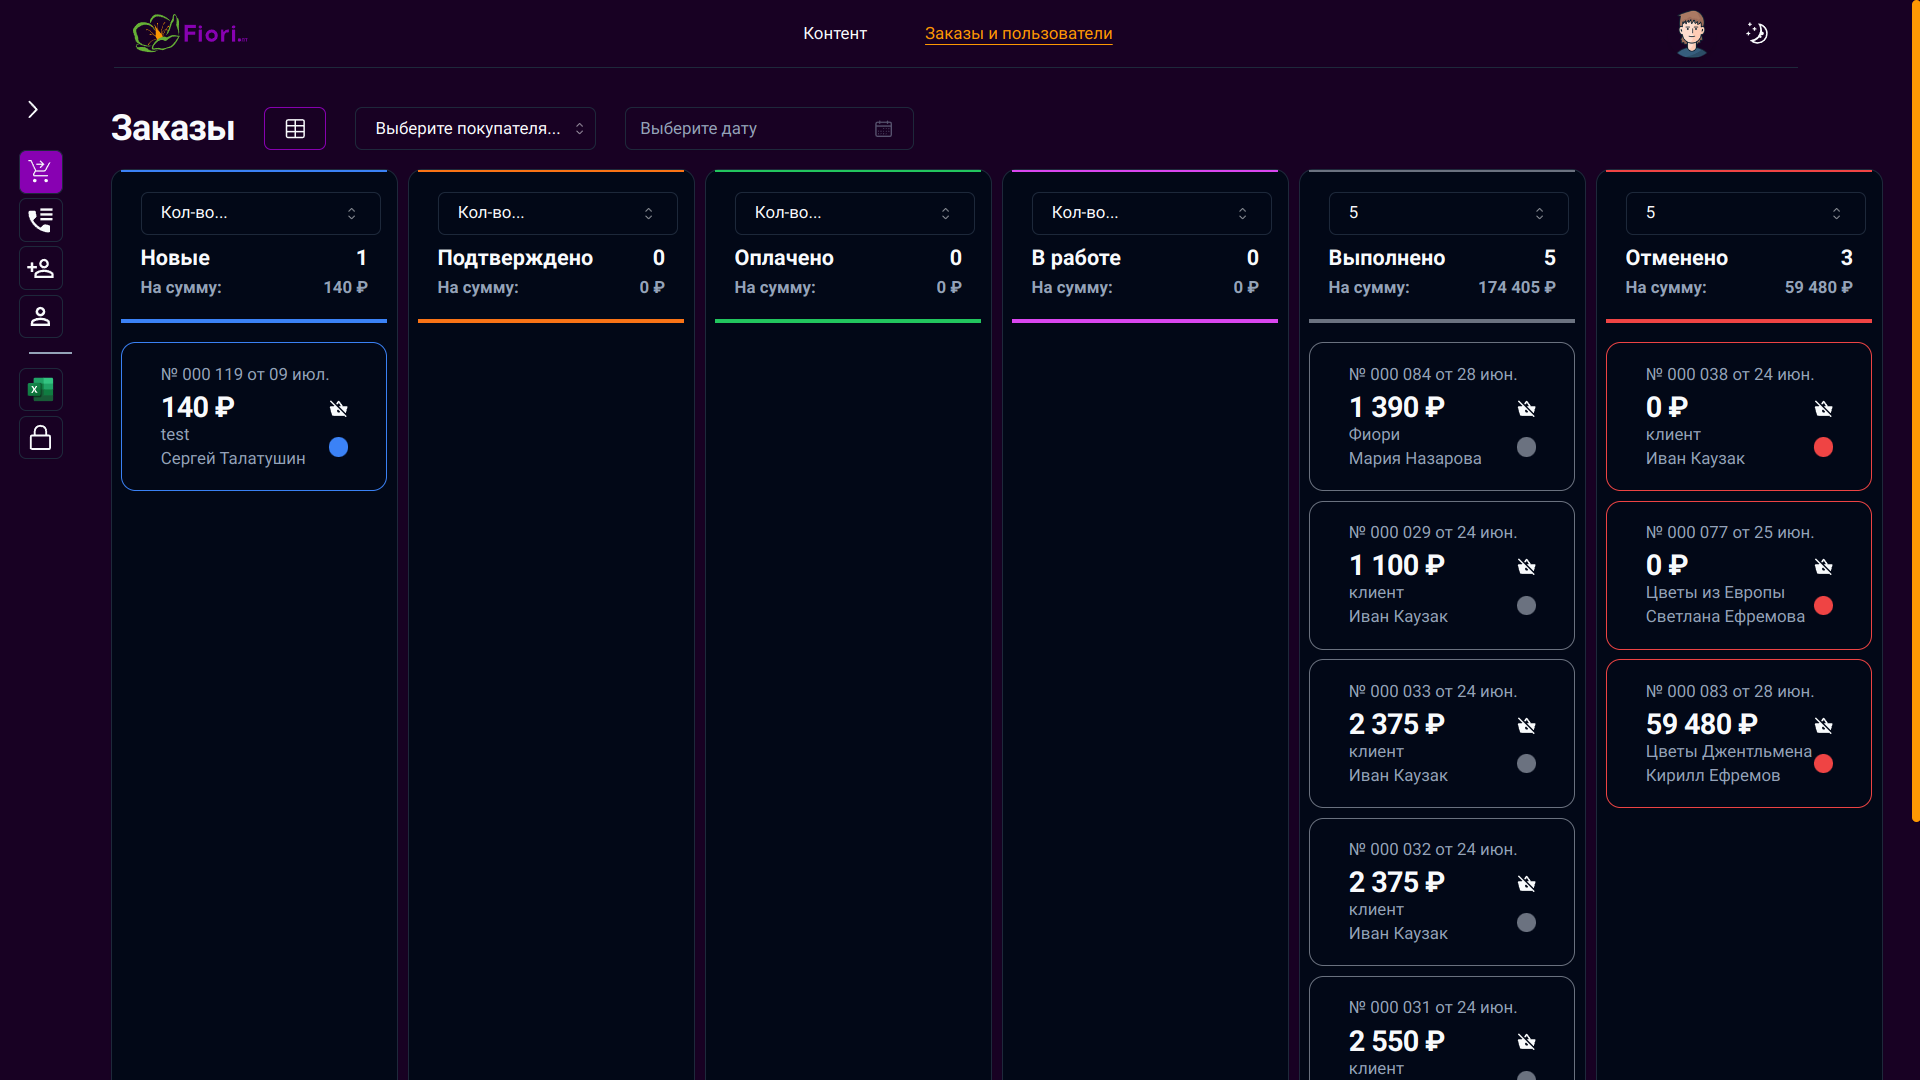 Fiori.
Контент
Заказы и пользователи
Заказы
Выберите покупателя...
Выберите дату
Кол-во...
Новые 1
На сумму: 140 ₽
№ 000 119 от 09 июл.
140 ₽
test
Сергей Талатушин
Кол-во...
Подтверждено 0
На сумму: 0 ₽
Кол-во...
Оплачено 0
На сумму: 0 ₽
Кол-во...
В работе 0
На сумму: 0 ₽
5
Выполнено 5
На сумму: 174 405 ₽
№ 000 084 от 28 июн.
1 390 ₽
Фиори
Мария Назарова
№ 000 029 от 24 июн.
1 100 ₽
клиент
Иван Каузак
№ 000 033 от 24 июн.
2 375 ₽
клиент
Иван Каузак
№ 000 032 от 24 июн.
2 375 ₽
клиент
Иван Каузак
№ 000 031 от 24 июн.
2 550 ₽
клиент
5
Отменено 3
На сумму: 59 480 ₽
№ 000 038 от 24 июн.
0 ₽
клиент
Иван Каузак
№ 000 077 от 25 июн.
0 ₽
Цветы из Европы
Светлана Ефремова
№ 000 083 от 28 июн.
59 480 ₽
Цветы Джентльмена
Кирилл Ефремов